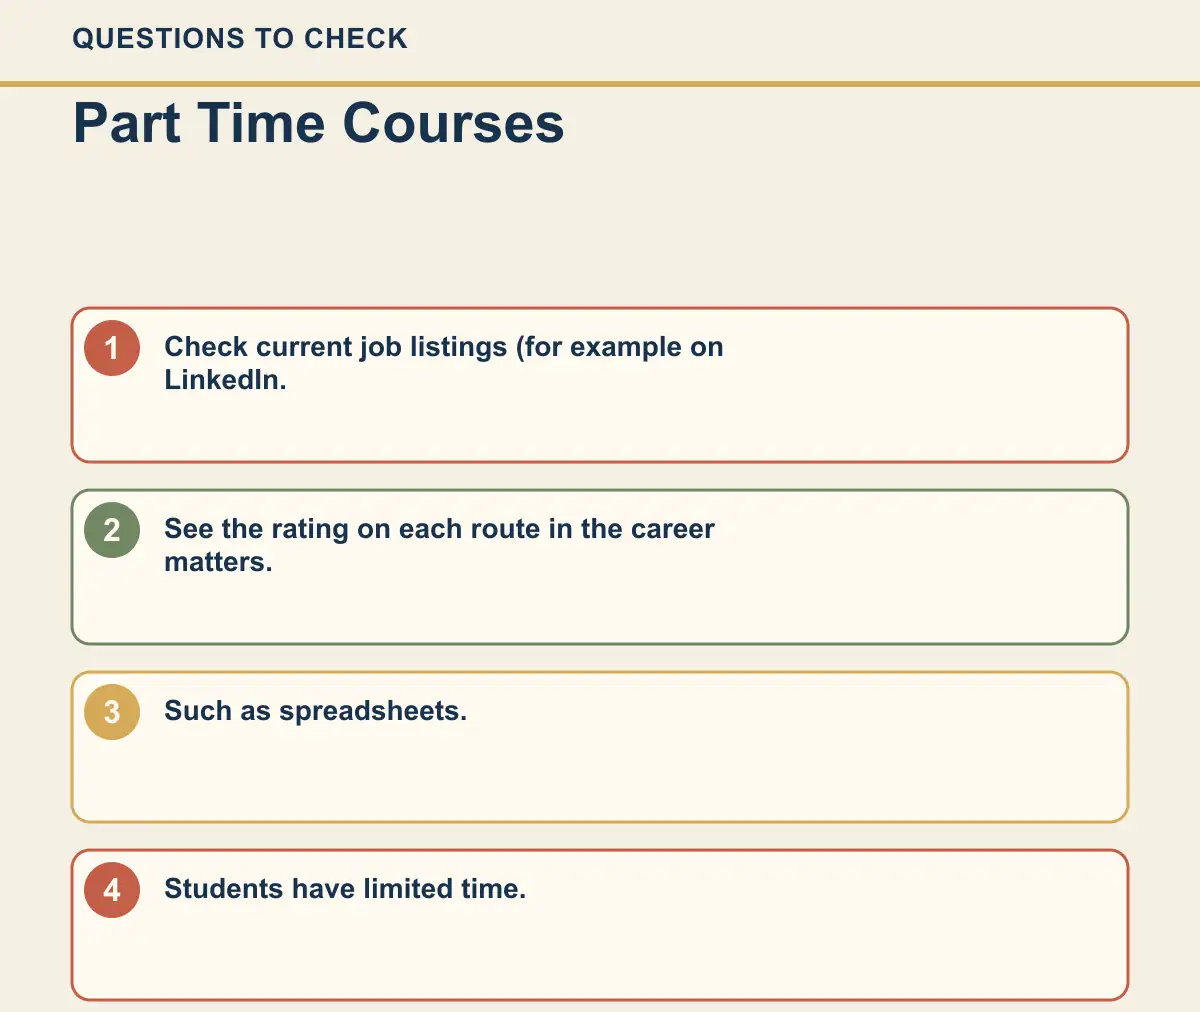 QUESTIONS TO CHECK
Part Time Courses
1
Check current job listings (for example on
LinkedIn.
2
See the rating on each route in the career
matters.
3
Such as spreadsheets.
4
Students have limited time.